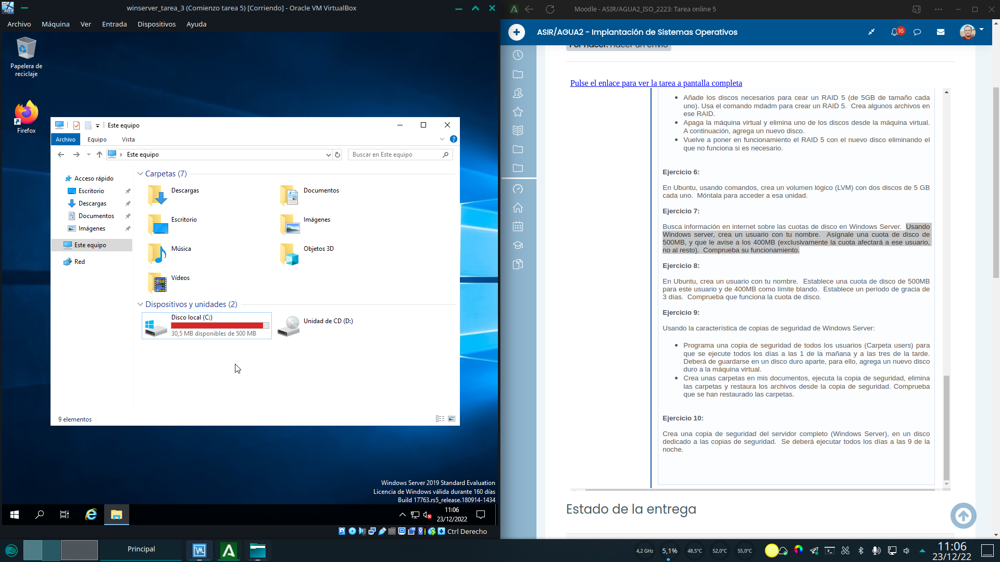 winserver_tarea_3 (Comienzo tarea 5) [Corriendo] - Oracle VM VirtualBox
Archivo Máquina Ver Entrada Dispositivos Ayuda
Papelera de
reciclaje
Firefox
Este equipo
Archivo Equipo Vista
Este equipo
Buscar en Este equipo
Acceso rápido
Escritorio
Descargas
Documentos
Imágenes
Este equipo
Red
Carpetas (7)
Descargas
Documentos
Escritorio
Imágenes
Música
Objetos 3D
Vídeos
Dispositivos y unidades (2)
Disco local (C:)
30,5 MB disponibles de 500 MB
Unidad de CD (D:)
9 elementos
Windows Server 2019 Standard Evaluation
Licencia de Windows válida durante 160 días
Build 17763.rs5_release.180914-1434
11:06
23/12/2022
Ctrl Derecho
Moodle - ASIR/AGUA2_ISO_2223: Tarea online 5
ASIR/AGUA2 - Implantación de Sistemas Operativos
16
Por hacer: Hacer un envío
Pulse el enlace para ver la tarea a pantalla completa
• Añade los discos necesarios para cear un RAID 5 (de 5GB de tamaño cada
uno). Usa el comando mdadm para crear un RAID 5. Crea algunos archivos en
ese RAID.
• Apaga la máquina virtual y elimina uno de los discos desde la máquina virtual.
A continuación, agrega un nuevo disco.
• Vuelve a poner en funcionamiento el RAID 5 con el nuevo disco eliminando el
que no funciona si es necesario.
Ejercicio 6:
En Ubuntu, usando comandos, crea un volumen lógico (LVM) con dos discos de 5 GB
cada uno. Móntala para acceder a esa unidad.
Ejercicio 7:
Busca información en internet sobre las cuotas de disco en Windows Server. Usando
Windows server, crea un usuario con tu nombre. Asígnale una cuota de disco de
500MB, y que le avise a los 400MB (exclusivamente la cuota afectará a ese usuario,
no al resto). Comprueba su funcionamiento.
Ejercicio 8:
En Ubuntu, crea un usuario con tu nombre. Establece una cuota de disco de 500MB
para este usuario y de 400MB como límite blando. Establece un período de gracia de
3 días. Comprueba que funciona la cuota de disco.
Ejercicio 9:
Usando la característica de copias de seguridad de Windows Server:
• Programa una copia de seguridad de todos los usuarios (Carpeta users) para
que se ejecute todos los días a las 1 de la mañana y a las tres de la tarde.
Deberá de guardarse en un disco duro aparte, para ello, agrega un nuevo disco
duro a la máquina virtual.
• Crea unas carpetas en mis documentos, ejecuta la copia de seguridad, elimina
las carpetas y restaura los archivos desde la copia de seguridad. Comprueba
que se han restaurado las carpetas.
Ejercicio 10:
Crea una copia de seguridad del servidor completo (Windows Server), en un disco
dedicado a las copias de seguridad. Se deberá ejecutar todos los días a las 9 de la
noche.
Estado de la entrega
Principal
4,2 GHz 5,1% 48,5°C 52,0°C 55,0°C
11:06
23/12/22